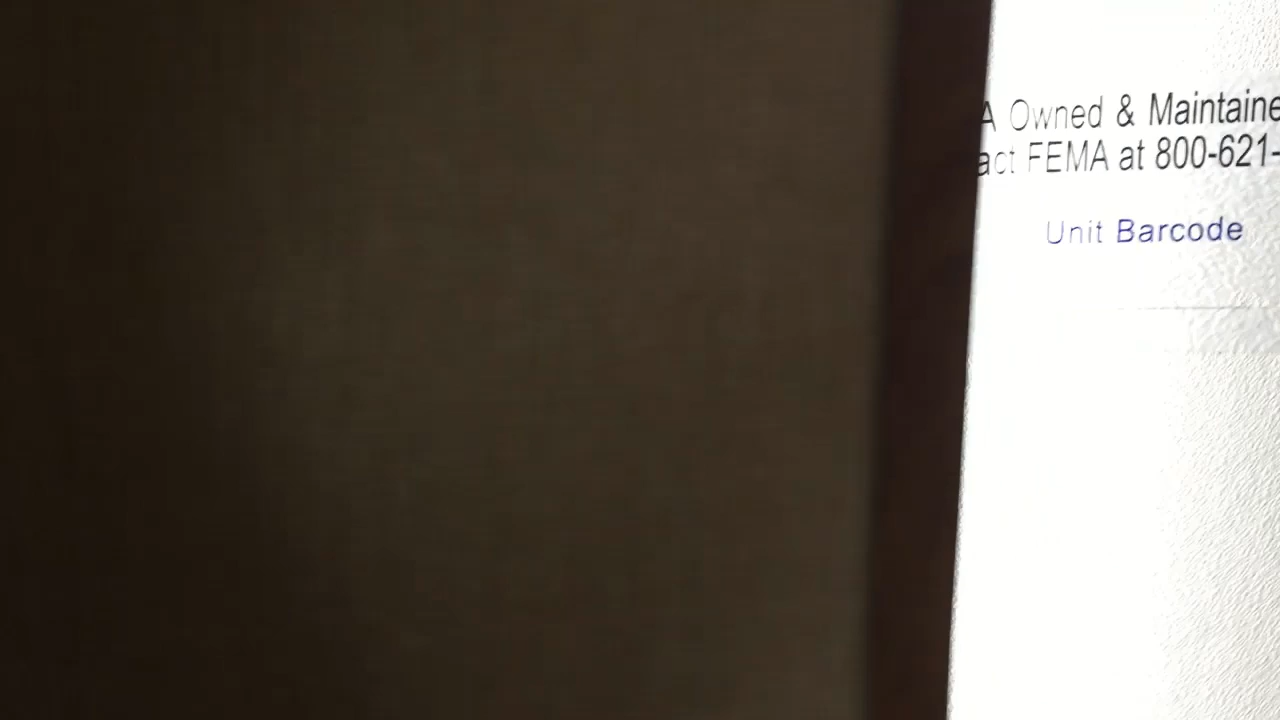 A Owned & Maintaine
act FEMA at 800-621-
Unit Barcode